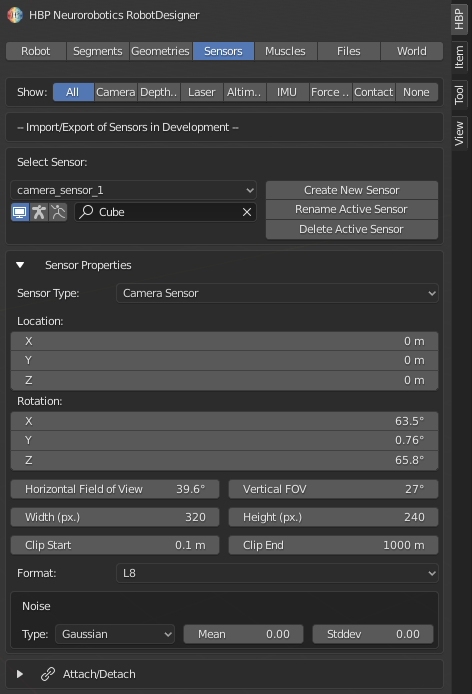 HBP Neurorobotics RobotDesigner
Robot Segments Geometries Sensors Muscles Files World
Show: All Camera Depth.. Laser Altim.. IMU Force .. Contact None
-- Import/Export of Sensors in Development --
Select Sensor:
camera_sensor_1
Cube
Create New Sensor
Rename Active Sensor
Delete Active Sensor
Sensor Properties
Sensor Type: Camera Sensor
Location:
X 0 m
Y 0 m
Z 0 m
Rotation:
X 63.5°
Y 0.76°
Z 65.8°
Horizontal Field of View 39.6° Vertical FOV 27°
Width (px.) 320 Height (px.) 240
Clip Start 0.1 m Clip End 1000 m
Format: L8
Noise
Type: Gaussian Mean 0.00 Stddev 0.00
Attach/Detach
HBP
Item
Tool
View